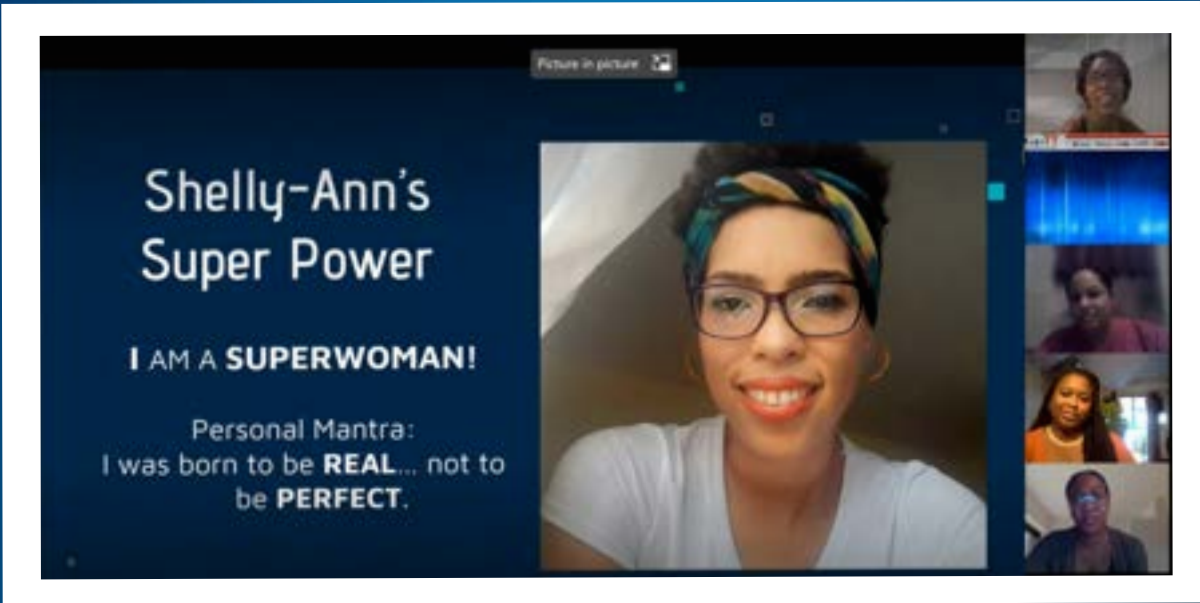 Picture in picture
Shelly-Ann's
Super Power
I AM A SUPERWOMAN!
Personal Mantra:
I was born to be REAL... not to
be PERFECT.